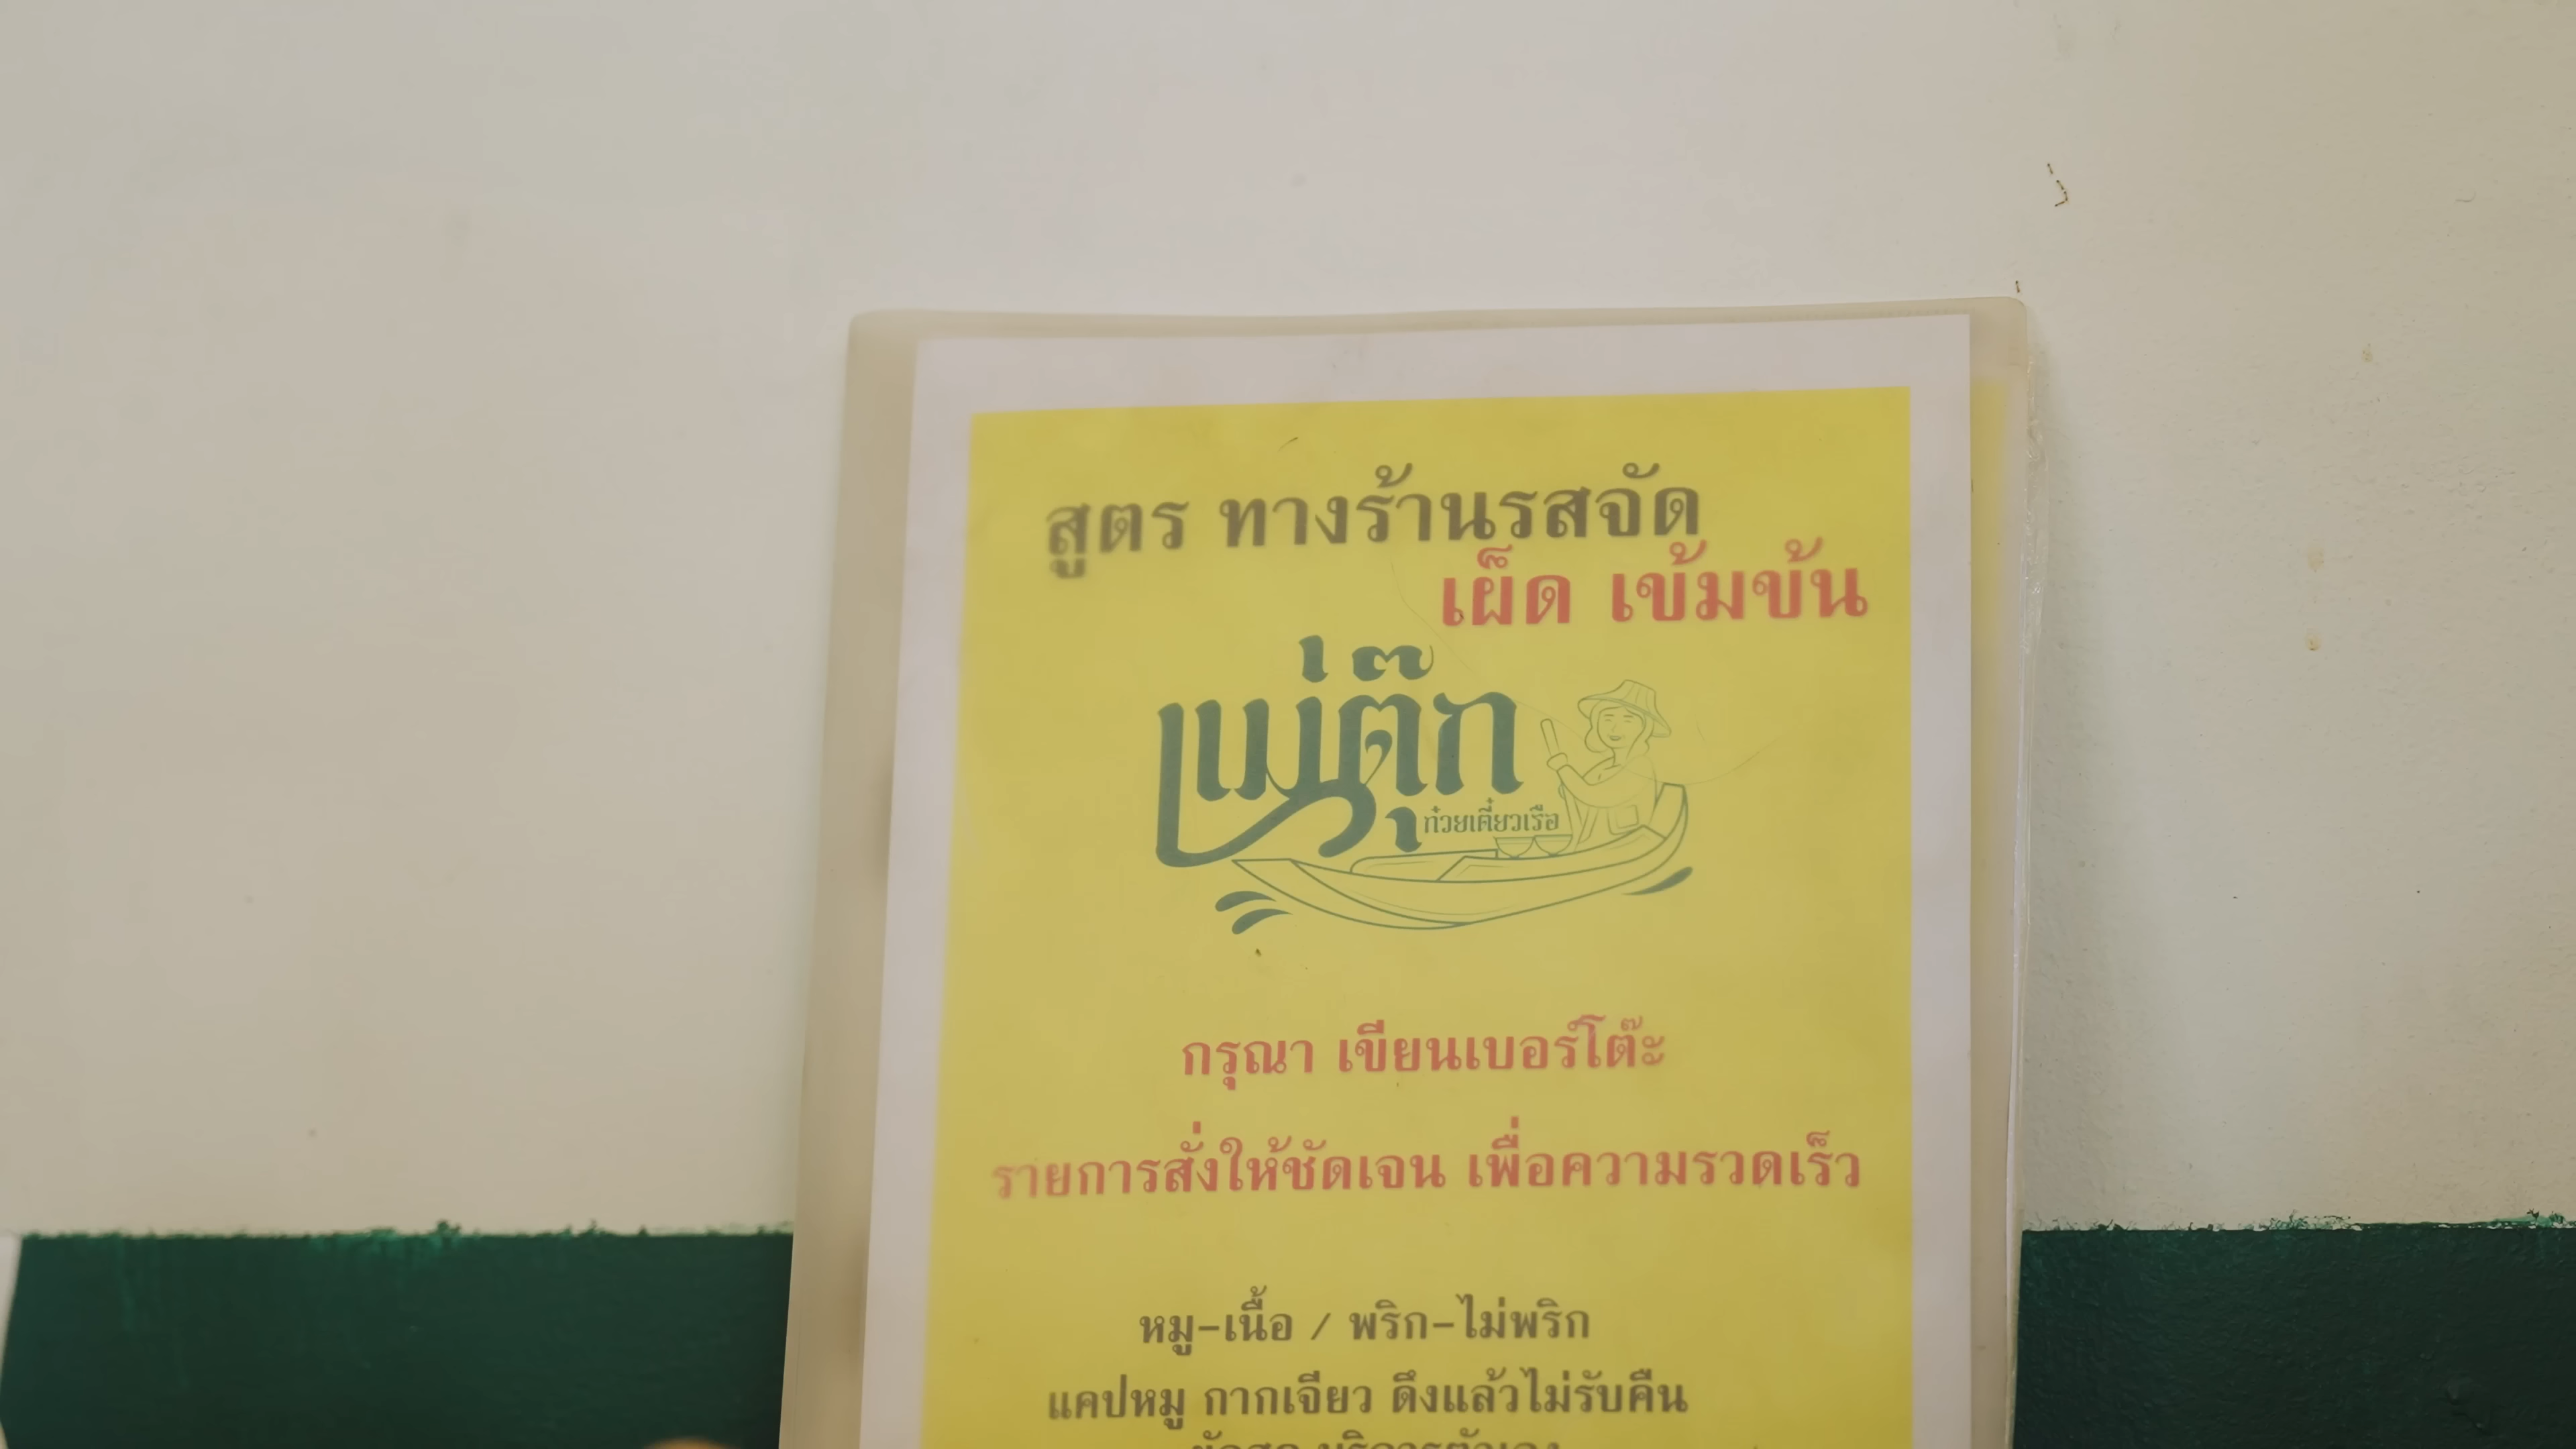 สูตร ทางร้านรสจัด
เผ็ด เข้มข้น
แม่ตุ๊ก
ก๋วยเตี๋ยวเรือ
กรุณา เขียนเบอร์โต๊ะ
รายการสั่งให้ชัดเจน เพื่อความรวดเร็ว
หมู-เนื้อ / พริก-ไม่พริก
แคปหมู กากเจียว ดึงแล้วไม่รับคืน